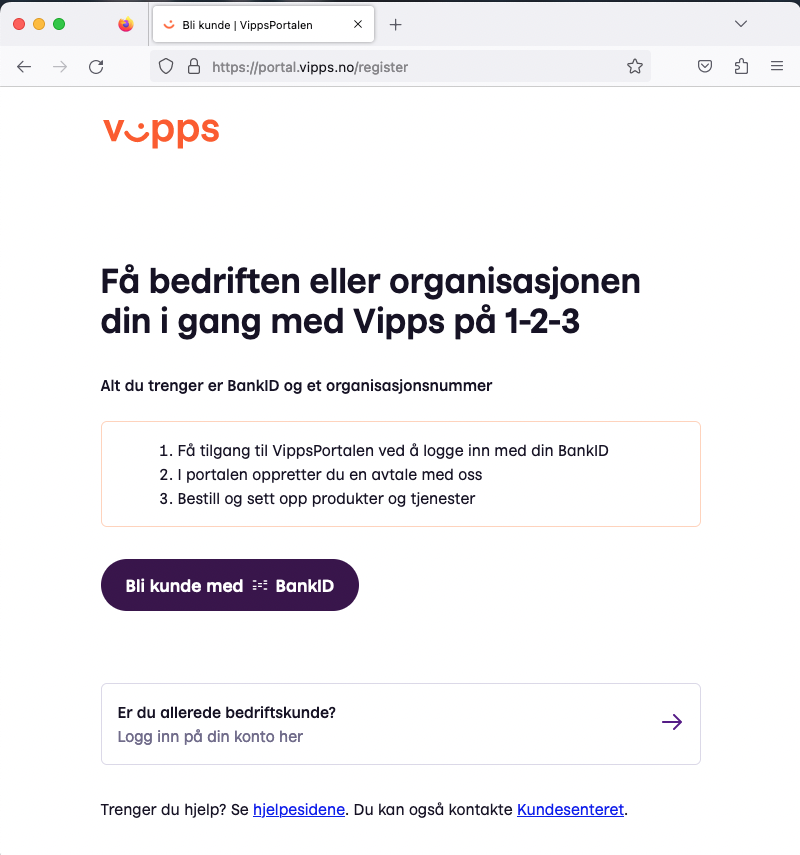 Bli kunde | VippsPortalen
https://portal.vipps.no/register
vipps
Få bedriften eller organisasjonen
din i gang med Vipps på 1-2-3
Alt du trenger er BankID og et organisasjonsnummer
1. Få tilgang til VippsPortalen ved å logge inn med din BankID
2. I portalen oppretter du en avtale med oss
3. Bestill og sett opp produkter og tjenester
Bli kunde med BankID
Er du allerede bedriftskunde?
Logg inn på din konto her
Trenger du hjelp? Se hjelpesidene. Du kan også kontakte Kundesenteret.